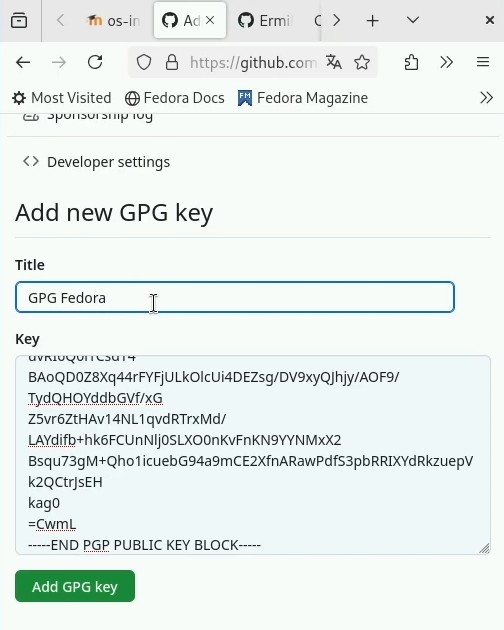 os-in
Ad
Ermil
https://github.com
Most Visited
Fedora Docs
Fedora Magazine
Sponsorship log
Developer settings
Add new GPG key
Title
GPG Fedora
Key
BAoQD0Z8Xq44rFYFjULkOlcUi4DEZsg/DV9xyQJhjy/AOF9/
TydQHOYddbGVf/xG
Z5vr6ZtHAv14NL1qvdRTrxMd/
LAYdifb+hk6FCUnNlj0SLXO0nKvFnKN9YYNMxX2
Bsqu73gM+Qho1icuebG94a9mCE2XfnARawPdfS3pbRRIXYdRkzuepV
k2QCtrJsEH
kag0
=CwmL
-----END PGP PUBLIC KEY BLOCK-----
Add GPG key